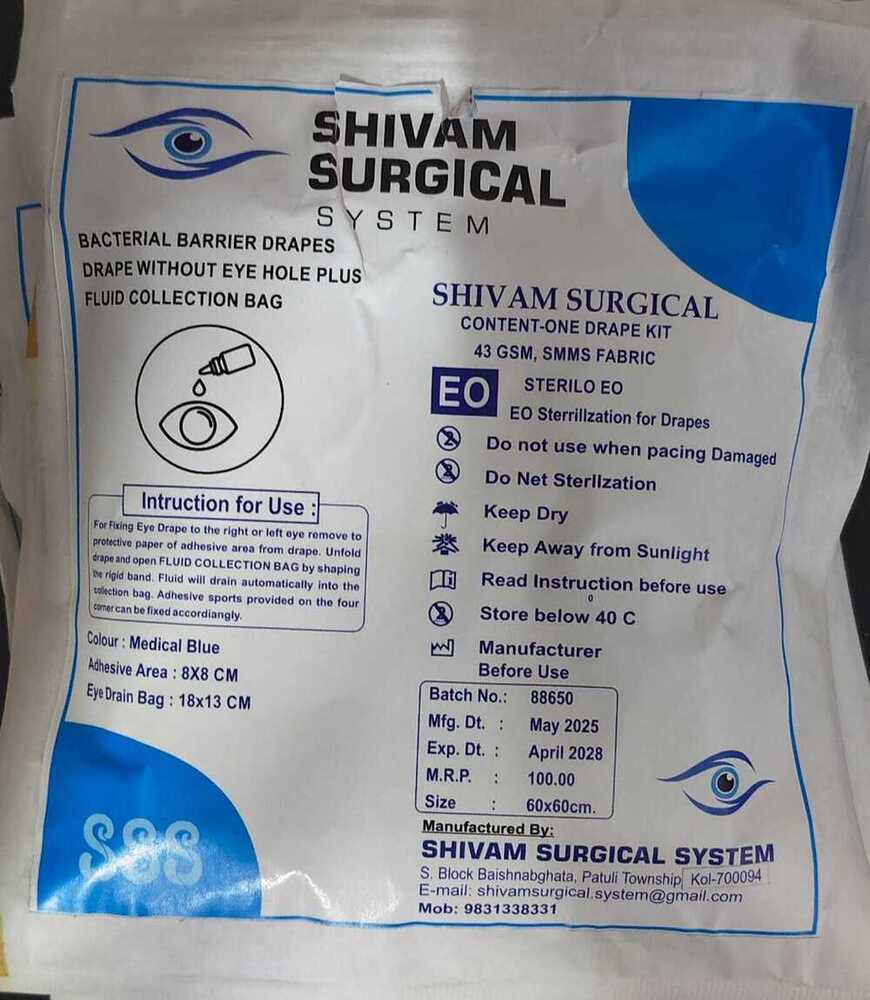 SHIVAM
SURGICAL
SYSTEM
BACTERIAL BARRIER DRAPES
DRAPE WITHOUT EYE HOLE PLUS
FLUID COLLECTION BAG
Intruction for Use :
For Fixing Eye Drape to the right or left eye remove to
protective paper of adhesive area from drape. Unfold
drape and open FLUID COLLECTION BAG by shaping
the rigid band. Fluid will drain automatically into the
collection bag. Adhesive sports provided on the four
corner can be fixed accordiangly.
Colour : Medical Blue
Adhesive Area : 8X8 CM
Eye Drain Bag : 18x13 CM
SSS
SHIVAM SURGICAL
CONTENT-ONE DRAPE KIT
43 GSM, SMMS FABRIC
EO STERILO EO
EO Sterrilzation for Drapes
2 Do not use when pacing Damaged
2 Do Net Sterllzation
Keep Dry
Keep Away from Sunlight
Read Instruction before use
2 Store below 40 0 C
Manufacturer
Before Use
Batch No.: 88650
Mfg. Dt. : May 2025
Exp. Dt. : April 2028
M.R.P. : 100.00
Size : 60x60cm.
Manufactured By:
SHIVAM SURGICAL SYSTEM
S. Block Baishnabghata, Patuli Township Kol-700094
E-mail: shivamsurgical.system@gmail.com
Mob: 9831338331